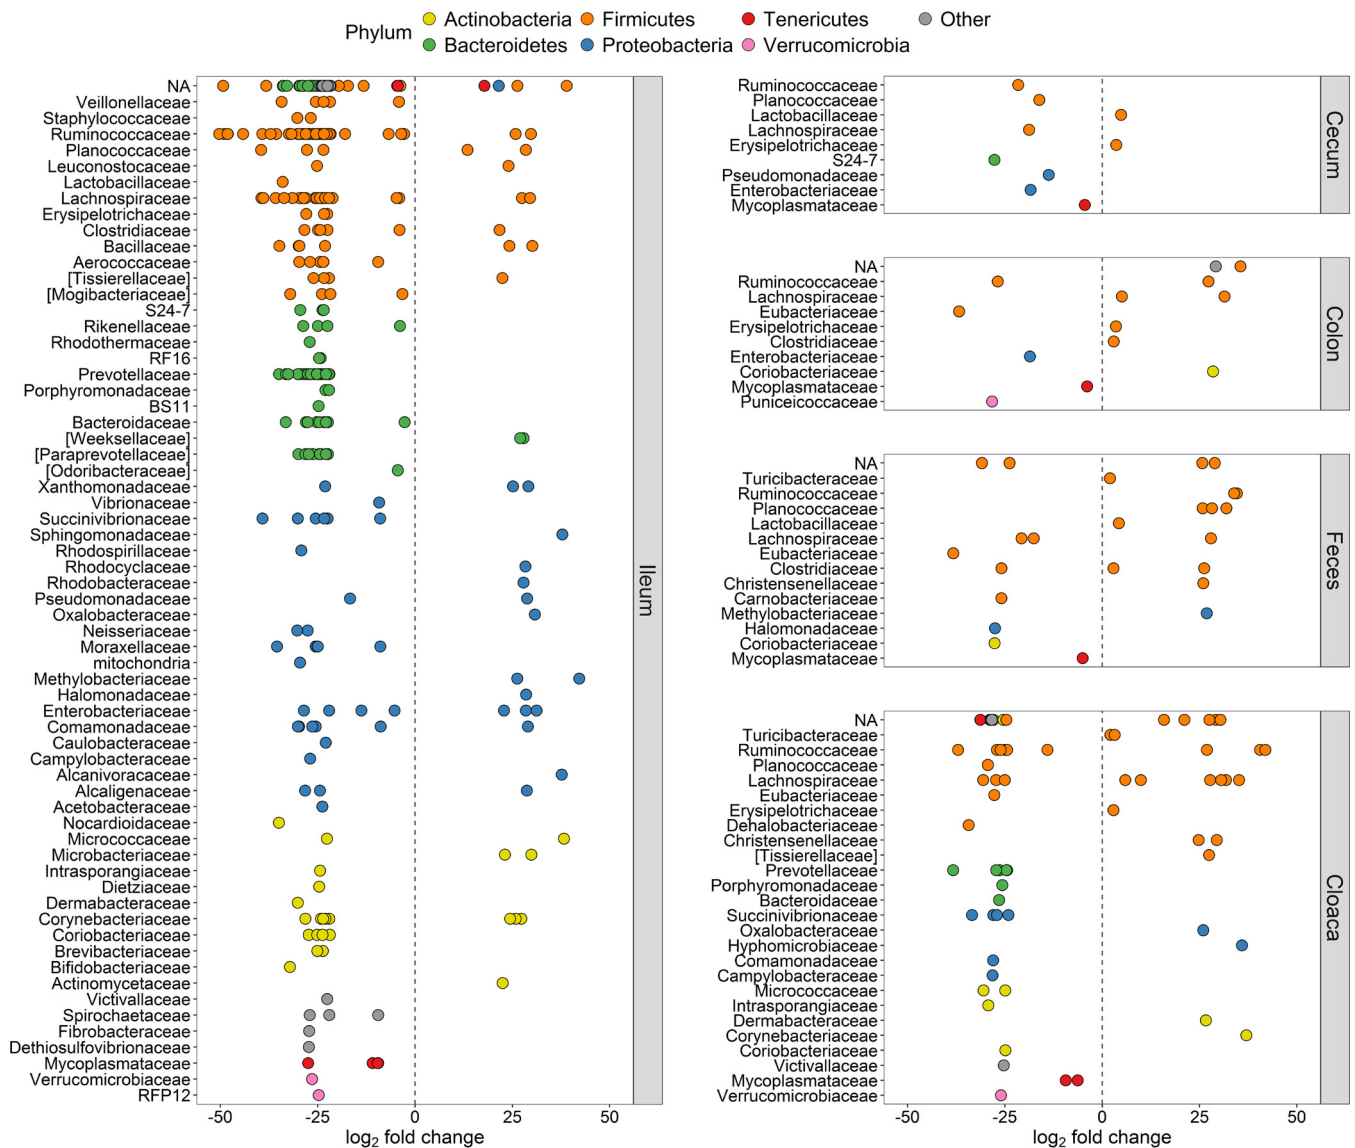 Phylum
Actinobacteria
Firmicutes
Tenericutes
Other
Bacteroidetes
Proteobacteria
Verrucomicrobia
NA
Veillonellaceae
Staphylococcaceae
Ruminococcaceae
Planococcaceae
Leuconostocaceae
Lactobacillaceae
Lachnospiraceae
Erysipelotrichaceae
Clostridiaceae
Bacillaceae
Aerococcaceae
[Tissierellaceae]
[Mogibacteriaceae]
S24-7
Rikenellaceae
Rhodothermaceae
RF16
Prevotellaceae
Porphyromonadaceae
BS11
Bacteroidaceae
[Weeksellaceae]
[Paraprevotellaceae]
[Odoribacteraceae]
Xanthomonadaceae
Vibrionaceae
Succinivibrionaceae
Sphingomonadaceae
Rhodospirillaceae
Rhodocyclaceae
Rhodobacteraceae
Pseudomonadaceae
Oxalobacteraceae
Neisseriaceae
Moraxellaceae
mitochondria
Methylobacteriaceae
Halomonadaceae
Enterobacteriaceae
Comamonadaceae
Caulobacteraceae
Campylobacteraceae
Alcanivoracaceae
Alcaligenaceae
Acetobacteraceae
Nocardioidaceae
Micrococcaceae
Microbacteriaceae
Intrasporangiaceae
Dietziaceae
Dermabacteraceae
Corynebacteriaceae
Coriobacteriaceae
Brevibacteriaceae
Bifidobacteriaceae
Actinomycetaceae
Victivallaceae
Spirochaetaceae
Fibrobacteraceae
Dethiosulfovibrionaceae
Mycoplasmataceae
Verrucomicrobiaceae
RFP12
Ileum
-50 -25 0 25 50
log2 fold change
Ruminococcaceae
Planococcaceae
Lactobacillaceae
Lachnospiraceae
Erysipelotrichaceae
S24-7
Pseudomonadaceae
Enterobacteriaceae
Mycoplasmataceae
Cecum
NA
Ruminococcaceae
Lachnospiraceae
Eubacteriaceae
Erysipelotrichaceae
Clostridiaceae
Enterobacteriaceae
Coriobacteriaceae
Mycoplasmataceae
Puniceicoccaceae
Colon
NA
Turicibacteraceae
Ruminococcaceae
Planococcaceae
Lactobacillaceae
Lachnospiraceae
Eubacteriaceae
Clostridiaceae
Christensenellaceae
Carnobacteriaceae
Methylobacteriaceae
Halomonadaceae
Coriobacteriaceae
Mycoplasmataceae
Feces
NA
Turicibacteraceae
Ruminococcaceae
Planococcaceae
Lachnospiraceae
Eubacteriaceae
Erysipelotrichaceae
Dehalobacteriaceae
Christensenellaceae
[Tissierellaceae]
Prevotellaceae
Porphyromonadaceae
Bacteroidaceae
Succinivibrionaceae
Oxalobacteraceae
Hyphomicrobiaceae
Comamonadaceae
Campylobacteraceae
Micrococcaceae
Intrasporangiaceae
Dermabacteraceae
Corynebacteriaceae
Coriobacteriaceae
Victivallaceae
Mycoplasmataceae
Verrucomicrobiaceae
Cloaca
-50 -25 0 25 50
log2 fold change